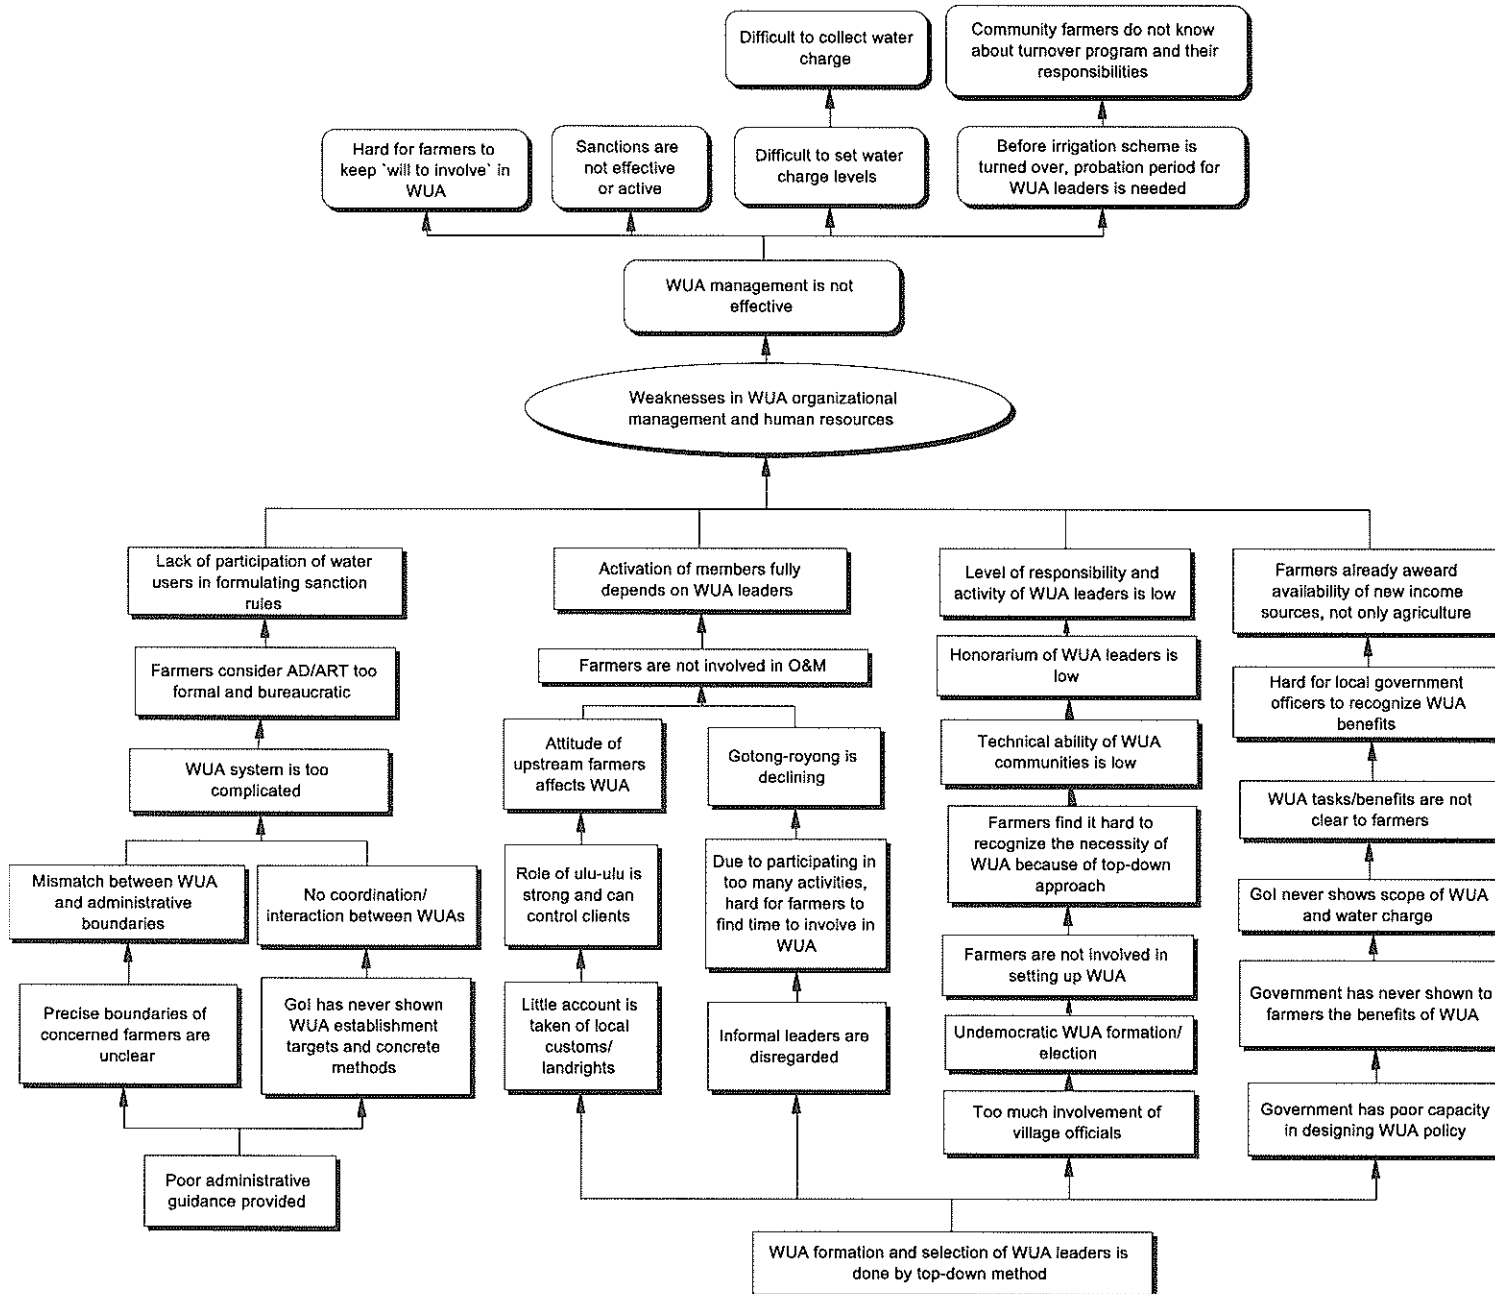 Difficult to collect water
charge
Community farmers do not know
about turnover program and their
responsibilities
Hard for farmers to
keep `will to involve` in
WUA
Sanctions are
not effective
or active
Difficult to set water
charge levels
Before irrigation scheme is
turned over, probation period for
WUA leaders is needed
WUA management is not
effective
Weaknesses in WUA organizational
management and human resources
Lack of participation of water
users in formulating sanction
rules
Activation of members fully
depends on WUA leaders
Level of responsibility and
activity of WUA leaders is low
Farmers already aweard
availability of new income
sources, not only agriculture
Farmers consider AD/ART too
formal and bureaucratic
Farmers are not involved in O&M
Honorarium of WUA leaders is
low
Hard for local government
officers to recognize WUA
benefits
WUA system is too
complicated
Attitude of
upstream farmers
affects WUA
Gotong-royong is
declining
Technical ability of WUA
communities is low
WUA tasks/benefits are not
clear to farmers
Mismatch between WUA
and administrative
boundaries
No coordination/
interaction between WUAs
Role of ulu-ulu is
strong and can
control clients
Due to participating in
too many activities,
hard for farmers to
find time to involve in
WUA
Farmers find it hard to
recognize the necessity of
WUA because of top-down
approach
GoI never shows scope of WUA
and water charge
Precise boundaries of
concerned farmers are
unclear
GoI has never shown
WUA establishment
targets and concrete
methods
Little account is
taken of local
customs/
landrights
Informal leaders are
disregarded
Farmers are not involved in
setting up WUA
Government has never shown to
farmers the benefits of WUA
Undemocratic WUA formation/
election
Too much involvement of
village officials
Government has poor capacity
in designing WUA policy
Poor administrative
guidance provided
WUA formation and selection of WUA leaders is
done by top-down method